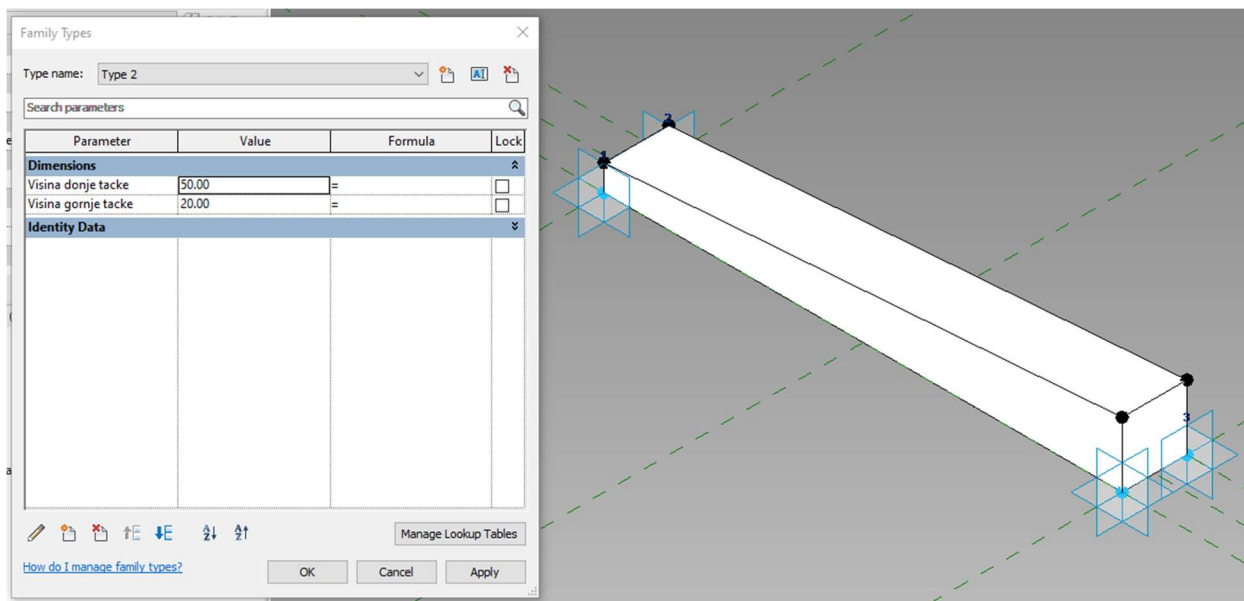 Family Types
Type name: Type 2
Search parameters
Parameter Value Formula Lock
Dimensions
Visina donje tacke 50.00 =
Visina gornje tacke 20.00 =
Identity Data
Manage Lookup Tables
How do I manage family types?
OK Cancel Apply
1
2
3